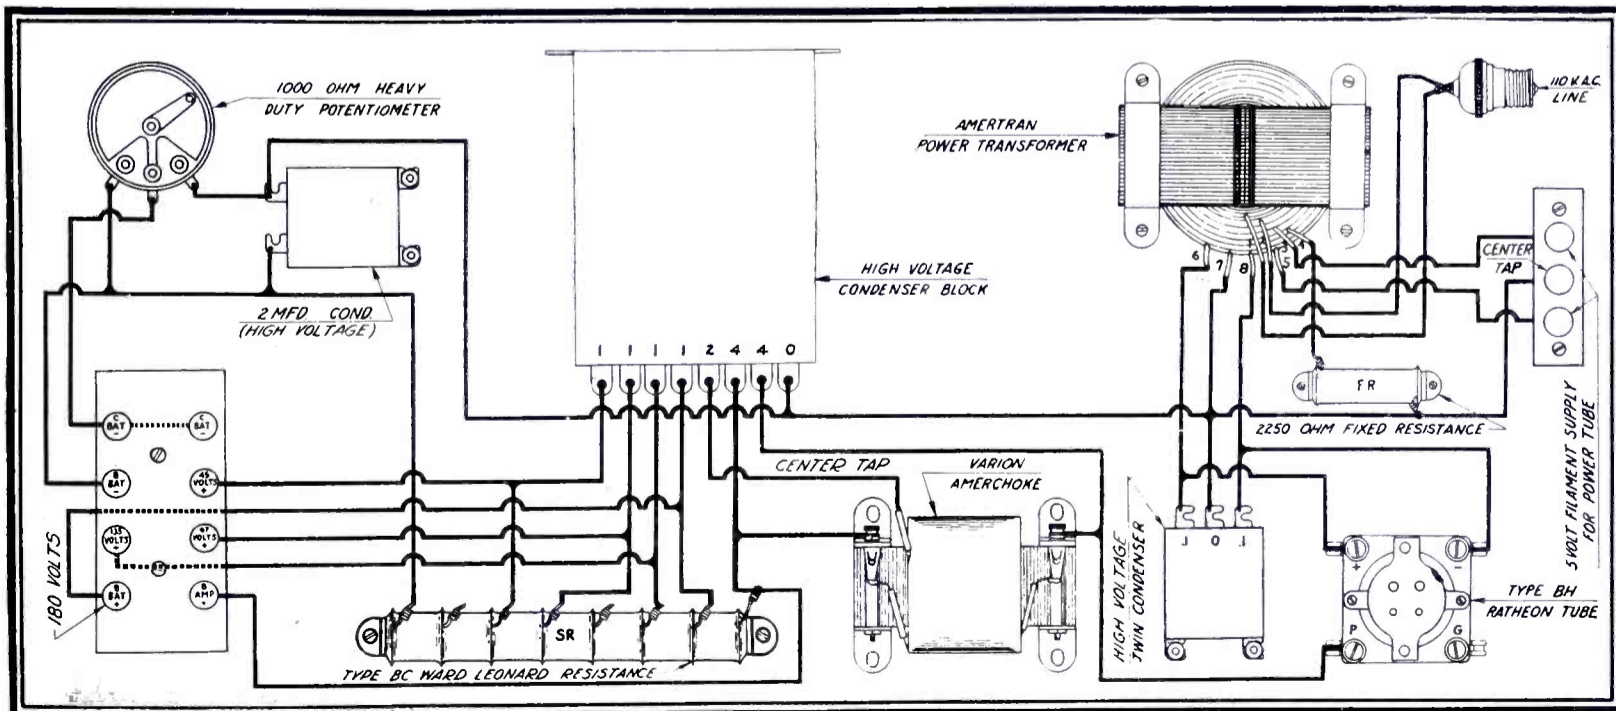 1000 OHM HEAVY
DUTY POTENTIOMETER
2 MFD COND.
(HIGH VOLTAGE)
HIGH VOLTAGE
CONDENSER BLOCK
1 1 1 1 2 4 4 0
AMERTRAN
POWER TRANSFORMER
110 V. A.C.
LINE
6 7 8 5
CENTER
TAP
5 VOLT FILAMENT SUPPLY
FOR POWER TUBE
FR
2250 OHM FIXED RESISTANCE
C
BAT
-
C
BAT
-
B
BAT
-
45
VOLTS
+
135
VOLTS
+
67
VOLTS
+
B
BAT
+
B
AMP
+
180 VOLTS
SR
TYPE BC WARD LEONARD RESISTANCE
CENTER TAP
VARION
AMERCHOKE
HIGH VOLTAGE
TWIN CONDENSER
1 0 1
+ -
P G
TYPE BH
RATHEON TUBE